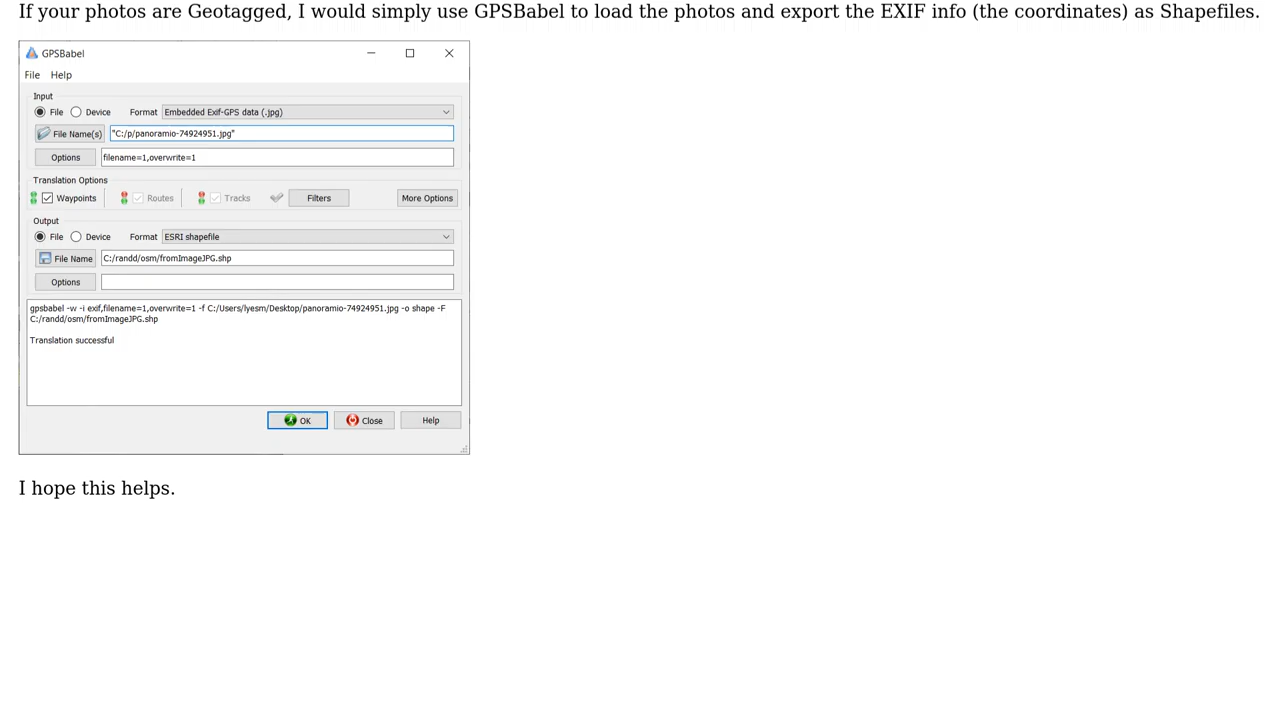 If your photos are Geotagged, I would simply use GPSBabel to load the photos and export the EXIF info (the coordinates) as Shapefiles.
GPSBabel
File Help
Input
File Device Format Embedded Exif-GPS data (.jpg)
File Name(s) "C:/p/panoramio-74924951.jpg"
Options filename=1,overwrite=1
Translation Options
Waypoints Routes Tracks Filters More Options
Output
File Device Format ESRI shapefile
File Name C:/randd/osm/fromImageJPG.shp
Options
gpsbabel -w -i exif,filename=1,overwrite=1 -f C:/Users/lyesm/Desktop/panoramio-74924951.jpg -o shape -F
C:/randd/osm/fromImageJPG.shp
Translation successful
OK Close Help
I hope this helps.